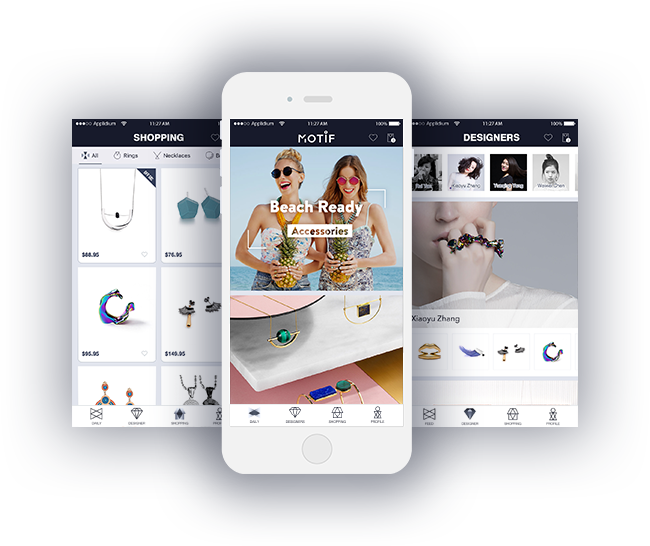 ●●●○○ Applidium 11:27 AM
SHOPPING
All Rings Necklaces
$88.95 $76.95
$95.95 $149.95
DAILY DESIGNER SHOPPING
●●●○○ Applidium 11:27 AM 100%
MOTIF
Beach Ready
Accessories
DAILY DESIGNERS SHOPPING PROFILE
Applidium 11:27 AM 100%
DESIGNERS
Xiaoyu Zhang
Xiaoyu Zhang
FEED DESIGNER SHOPPING PROFILE